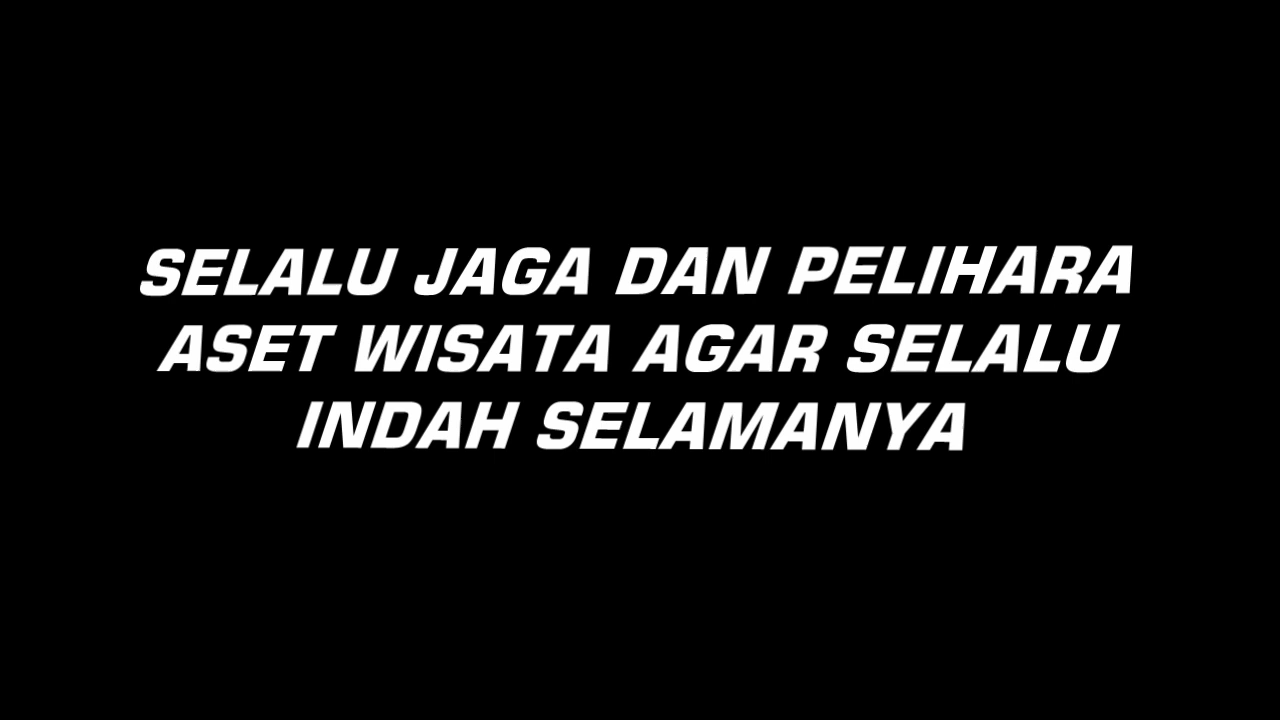 SELALU JAGA DAN PELIHARA
ASET WISATA AGAR SELALU
INDAH SELAMANYA